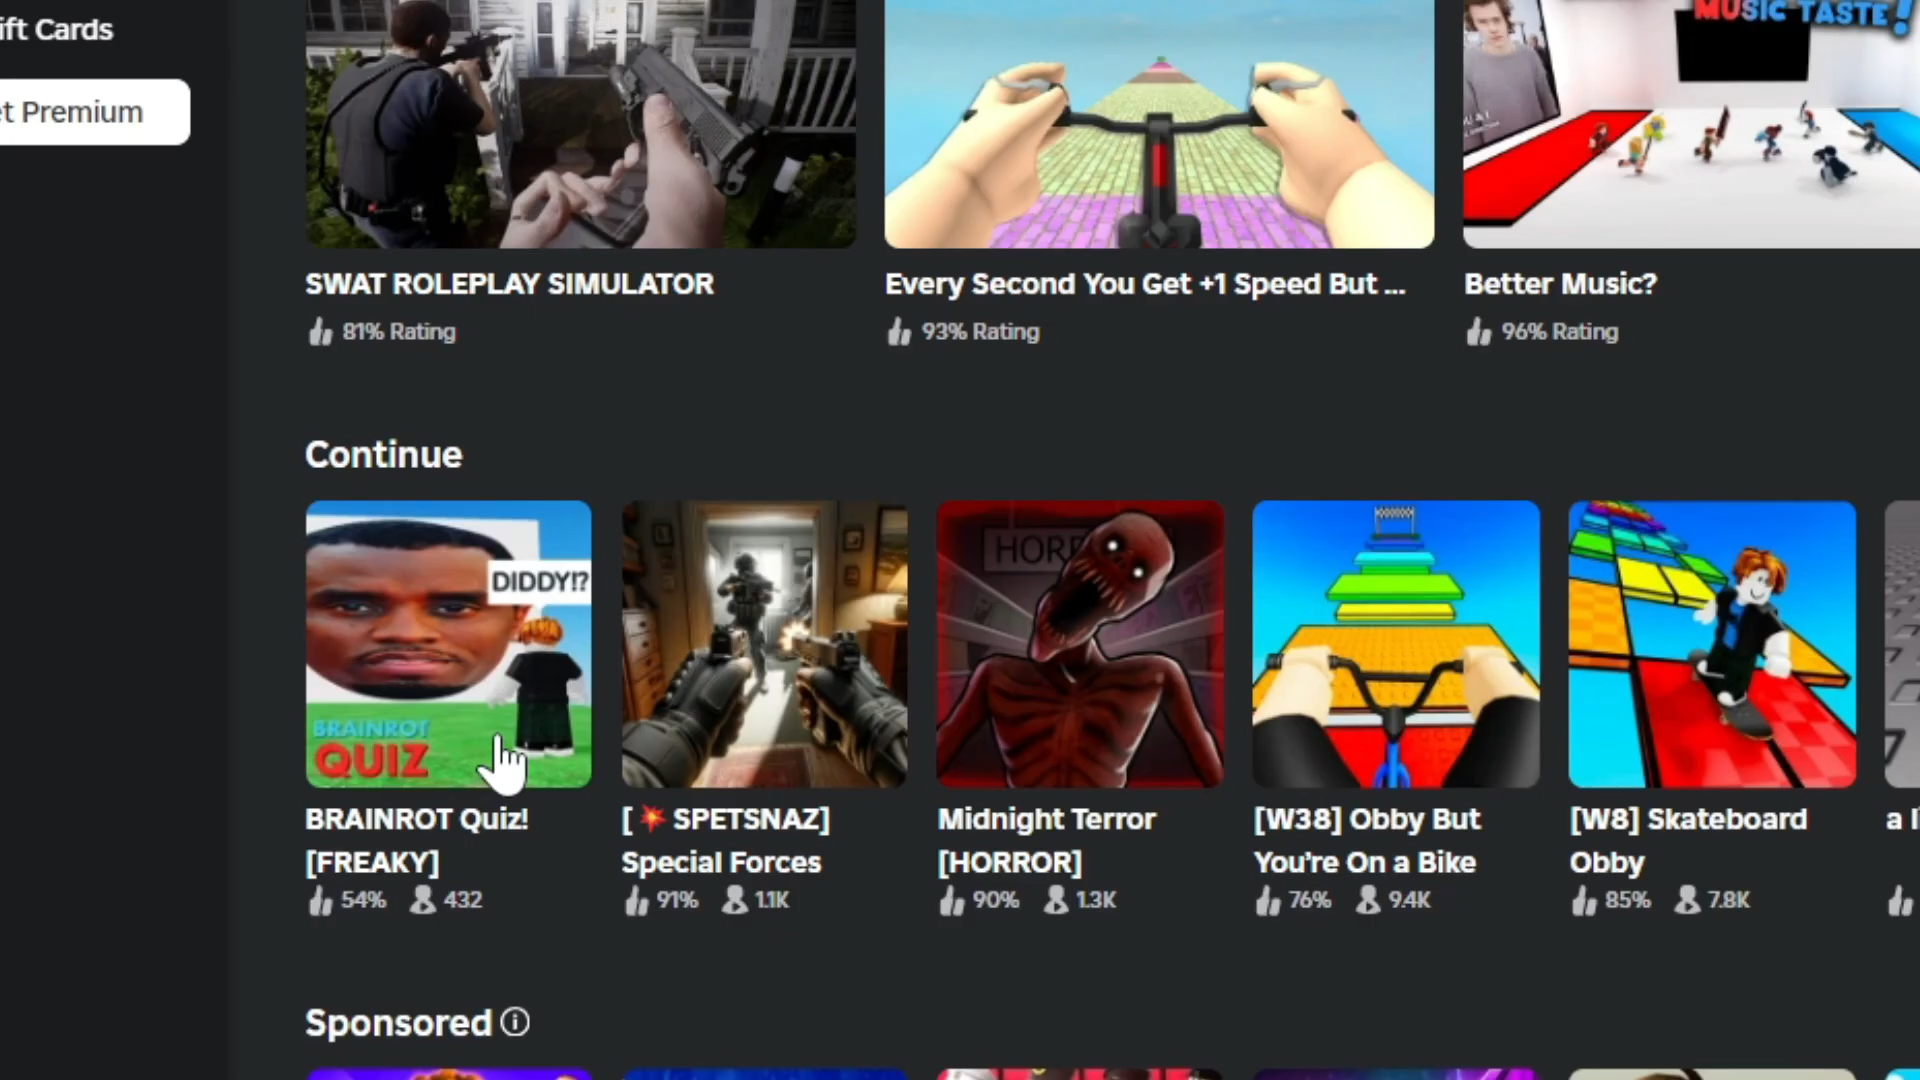 ift Cards
et Premium
MUSIC TASTE!
SWAT ROLEPLAY SIMULATOR
81% Rating
Every Second You Get +1 Speed But ...
93% Rating
Better Music?
96% Rating
Continue
DIDDY!?
BRAINROT
QUIZ
BRAINROT Quiz!
[FREAKY]
54% 432
[💥 SPETSNAZ]
Special Forces
91% 1.1K
HORR
Midnight Terror
[HORROR]
90% 1.3K
[W38] Obby But
You're On a Bike
76% 9.4K
[W8] Skateboard
Obby
85% 7.8K
Sponsored